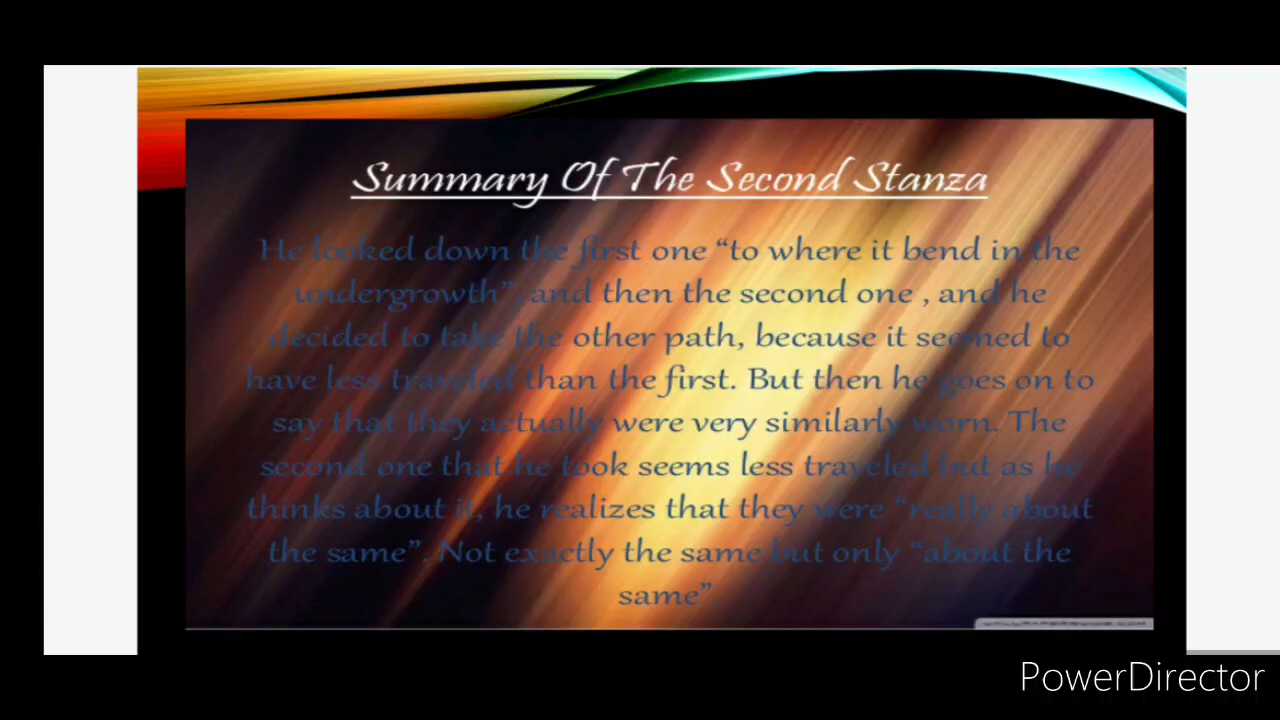 Summary Of The Second Stanza
He looked down the first one “to where it bend in the
undergrowth”, and then the second one , and he
decided to take the other path, because it seemed to
have less traveled than the first. But then he goes on to
say that they actually were very similarly worn. The
second one that he took seems less traveled but as he
thinks about it, he realizes that they were “really about
the same”. Not exactly the same but only “about the
same”.
PowerDirector